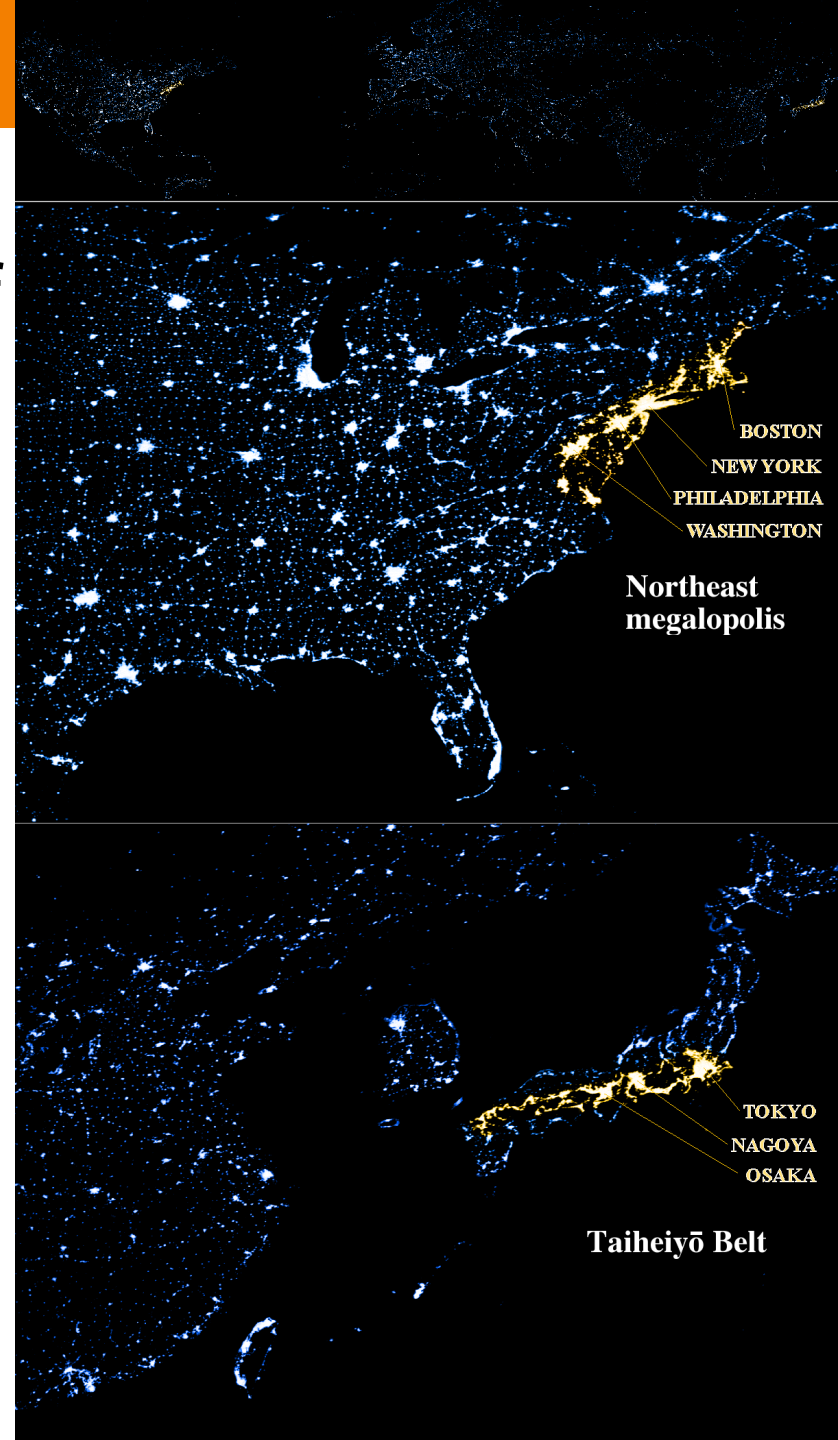 BOSTON
NEW YORK
PHILADELPHIA
WASHINGTON
Northeast
megalopolis
TOKYO
NAGOYA
OSAKA
Taiheiyō Belt